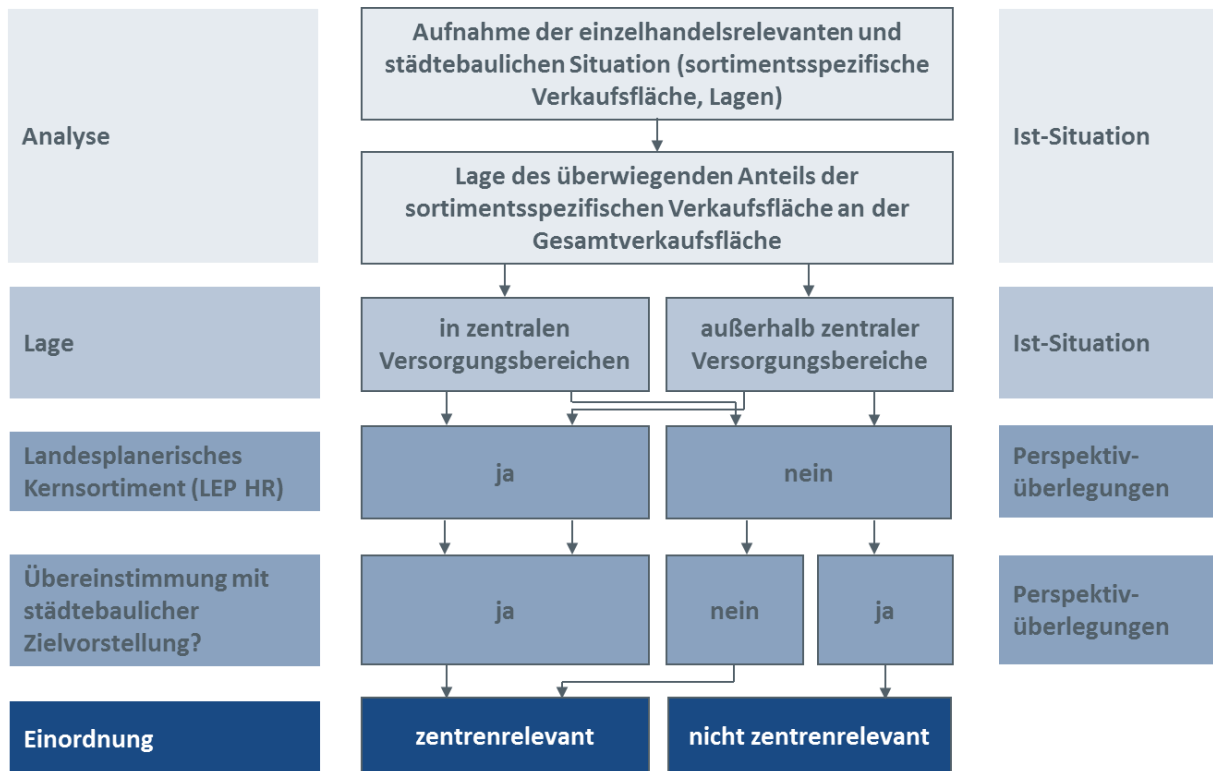 Analyse
Aufnahme der einzelhandelsrelevanten und
städtebaulichen Situation (sortimentsspezifische
Verkaufsfläche, Lagen)
Lage des überwiegenden Anteils der
sortimentsspezifischen Verkaufsfläche an der
Gesamtverkaufsfläche
Ist-Situation
Lage
in zentralen
Versorgungsbereichen
außerhalb zentraler
Versorgungsbereiche
Ist-Situation
Landesplanerisches
Kernsortiment (LEP HR)
ja
nein
Perspektiv-
überlegungen
Übereinstimmung mit
städtebaulicher
Zielvorstellung?
ja
nein
ja
Perspektiv-
überlegungen
Einordnung
zentrenrelevant
nicht zentrenrelevant